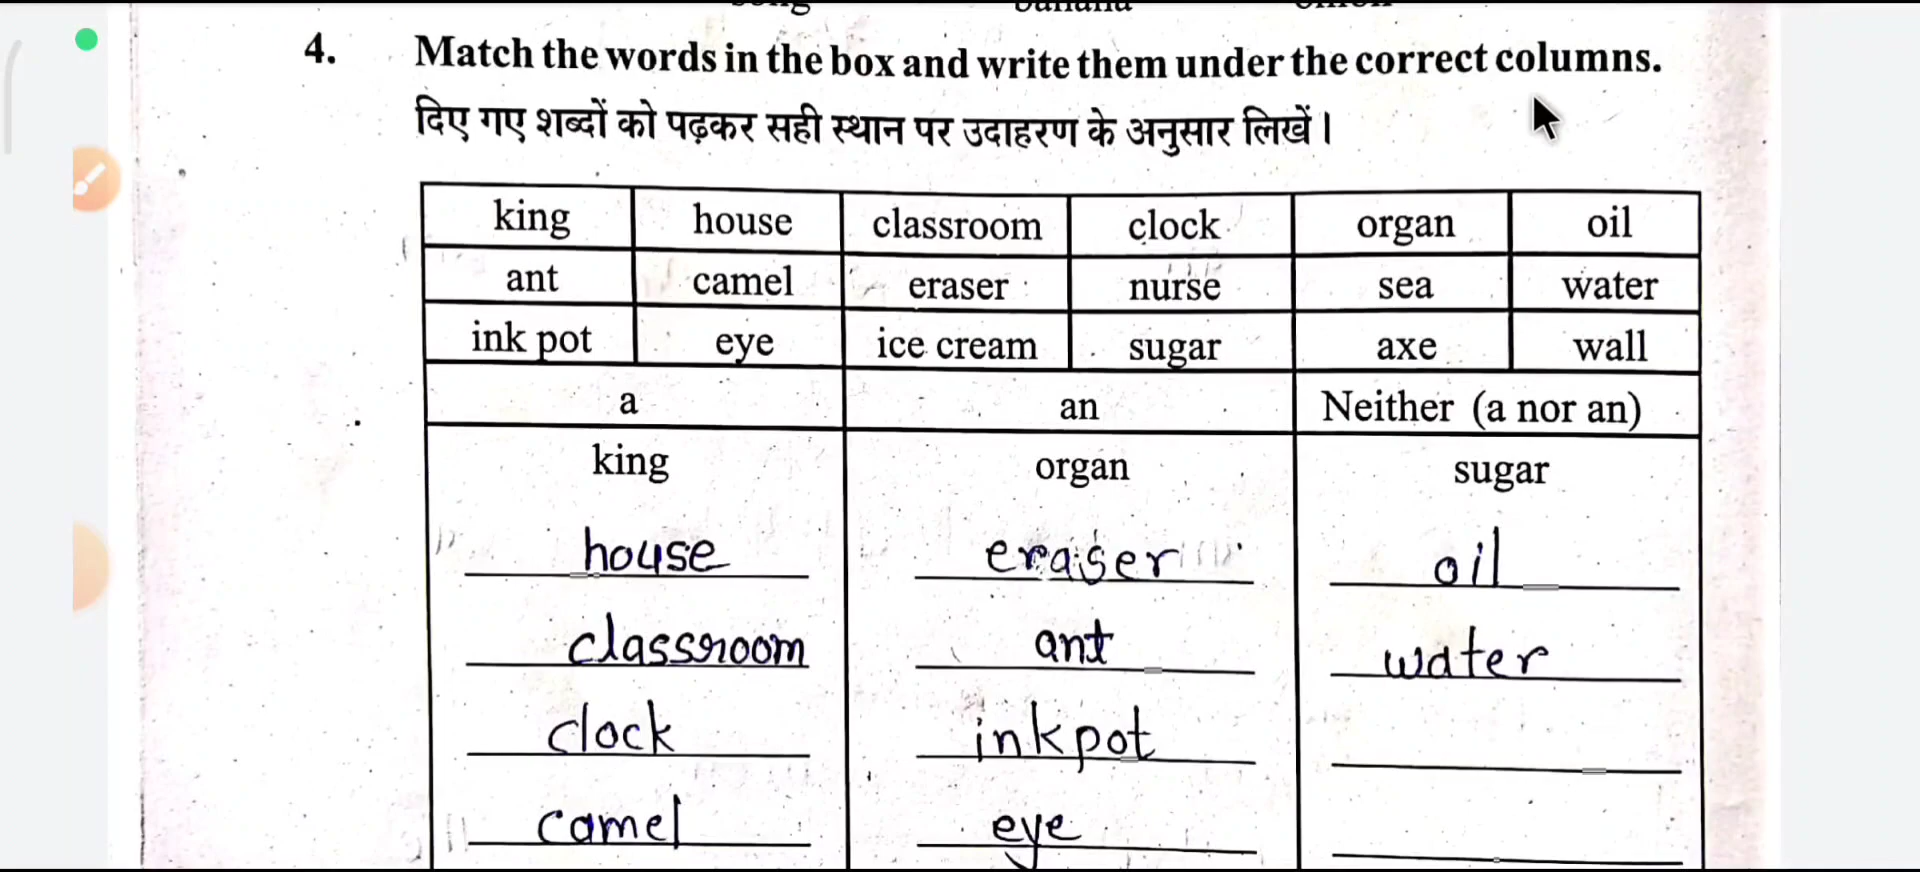 4. Match the words in the box and write them under the correct columns.
दिए गए शब्दों को पढ़कर सही स्थान पर उदाहरण के अनुसार लिखें।
king house classroom clock organ oil
ant camel eraser nurse sea water
ink pot eye ice cream sugar axe wall
a an Neither (a nor an)
king organ sugar
house eraser oil
classroom ant water
clock inkpot
camel eye